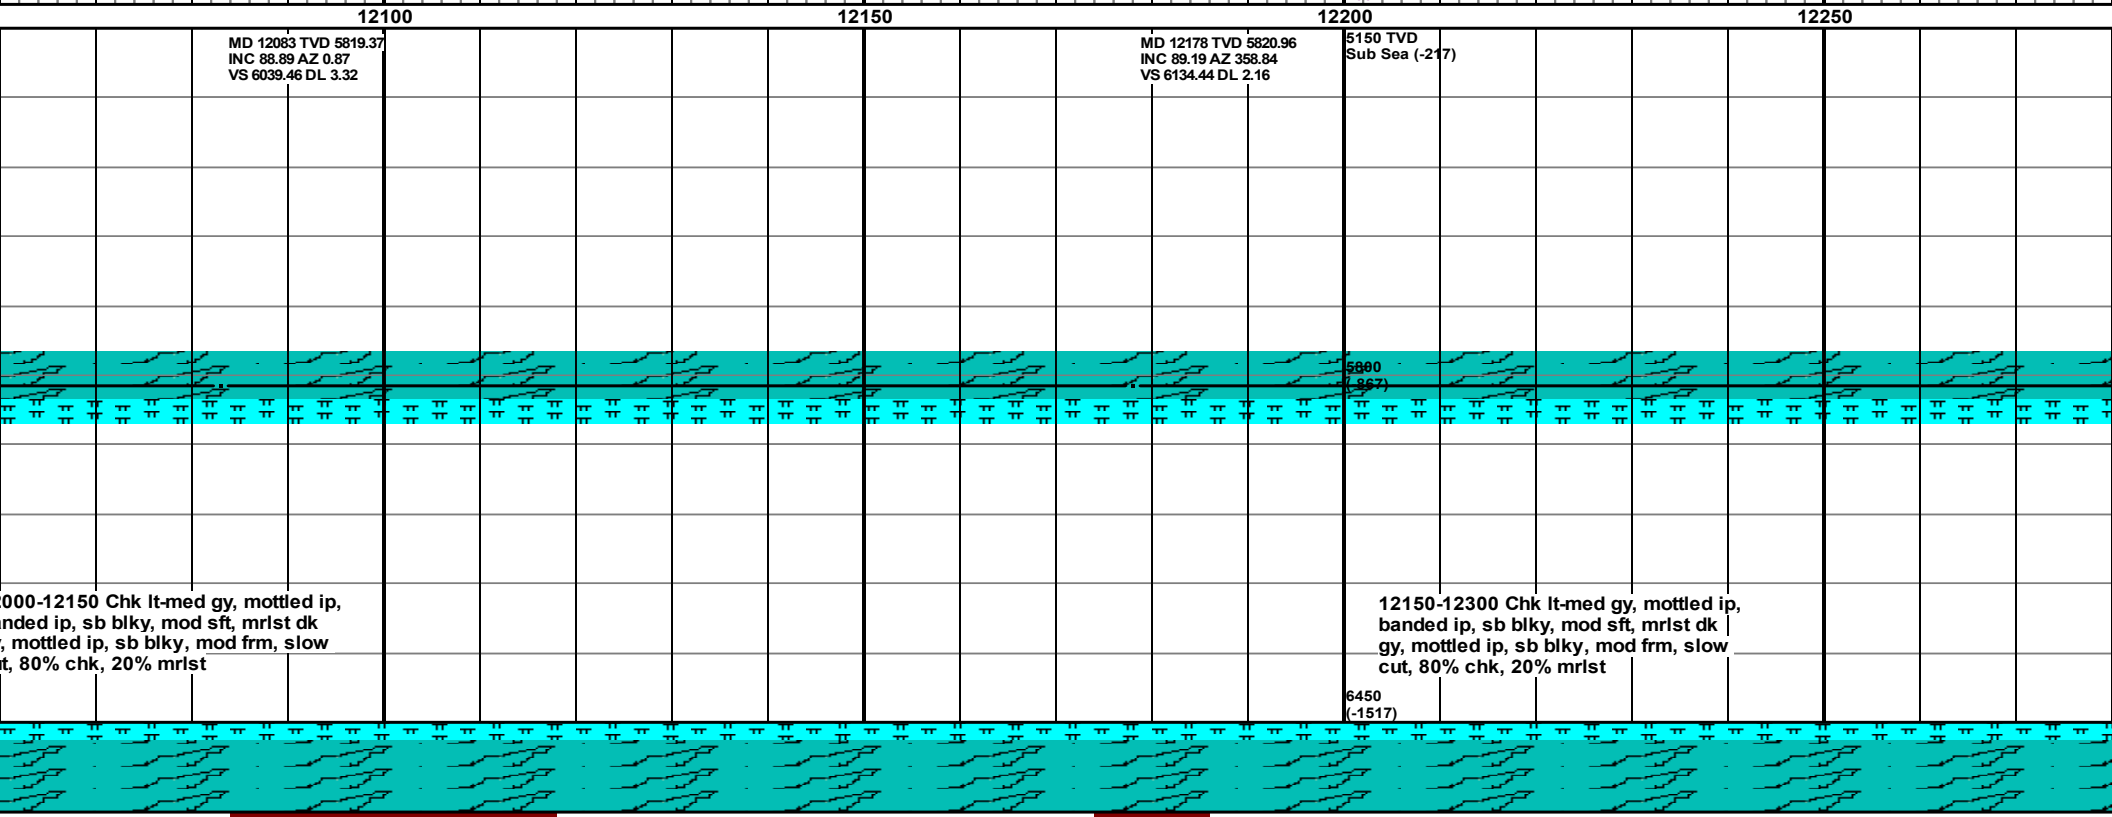 12100 12150 12200 12250
MD 12083 TVD 5819.37
INC 88.89 AZ 0.87
VS 6039.46 DL 3.32
MD 12178 TVD 5820.96
INC 89.19 AZ 358.84
VS 6134.44 DL 2.16
5150 TVD
Sub Sea (-217)
5800
(-867)
000-12150 Chk lt-med gy, mottled ip,
nded ip, sb blky, mod sft, mrlst dk
, mottled ip, sb blky, mod frm, slow
t, 80% chk, 20% mrlst
12150-12300 Chk lt-med gy, mottled ip,
banded ip, sb blky, mod sft, mrlst dk
gy, mottled ip, sb blky, mod frm, slow
cut, 80% chk, 20% mrlst
6450
(-1517)